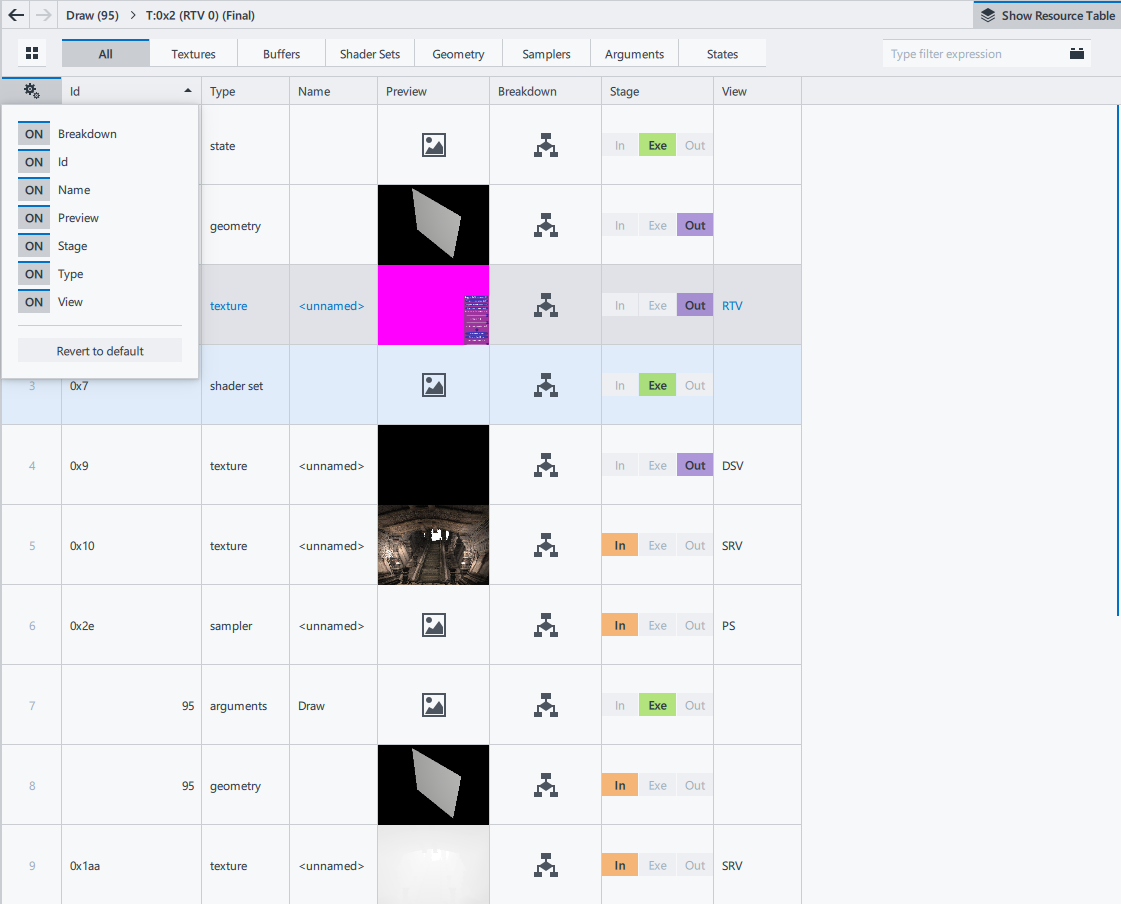 Draw (95) > T:0x2 (RTV 0) (Final) Show Resource Table
All Textures Buffers Shader Sets Geometry Samplers Arguments States Type filter expression
Id Type Name Preview Breakdown Stage View
ON Breakdown
ON Id
ON Name
ON Preview
ON Stage
ON Type
ON View
Revert to default
state In Exe Out
geometry In Exe Out
texture <unnamed> In Exe Out RTV
3 0x7 shader set In Exe Out
4 0x9 texture <unnamed> In Exe Out DSV
5 0x10 texture <unnamed> In Exe Out SRV
6 0x2e sampler <unnamed> In Exe Out PS
7 95 arguments Draw In Exe Out
8 95 geometry In Exe Out
9 0x1aa texture <unnamed> In Exe Out SRV